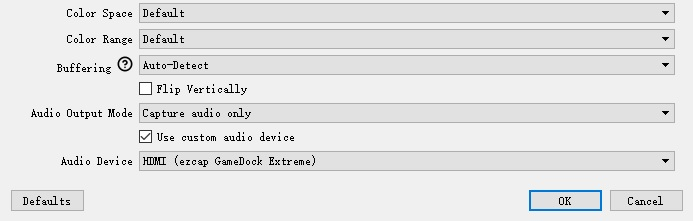 Color Space Default
Color Range Default
Buffering ? Auto-Detect
Flip Vertically
Audio Output Mode Capture audio only
Use custom audio device
Audio Device HDMI (ezcap GameDock Extreme)
Defaults OK Cancel